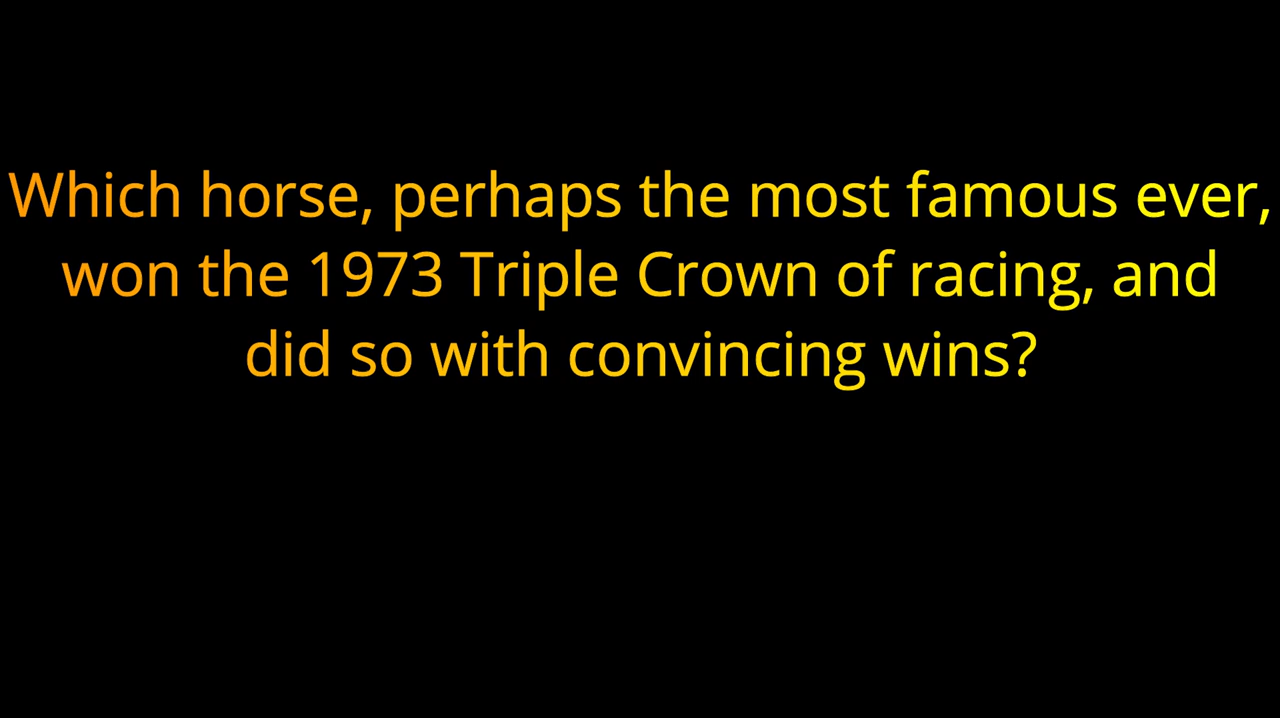 Which horse, perhaps the most famous ever,
won the 1973 Triple Crown of racing, and
did so with convincing wins?